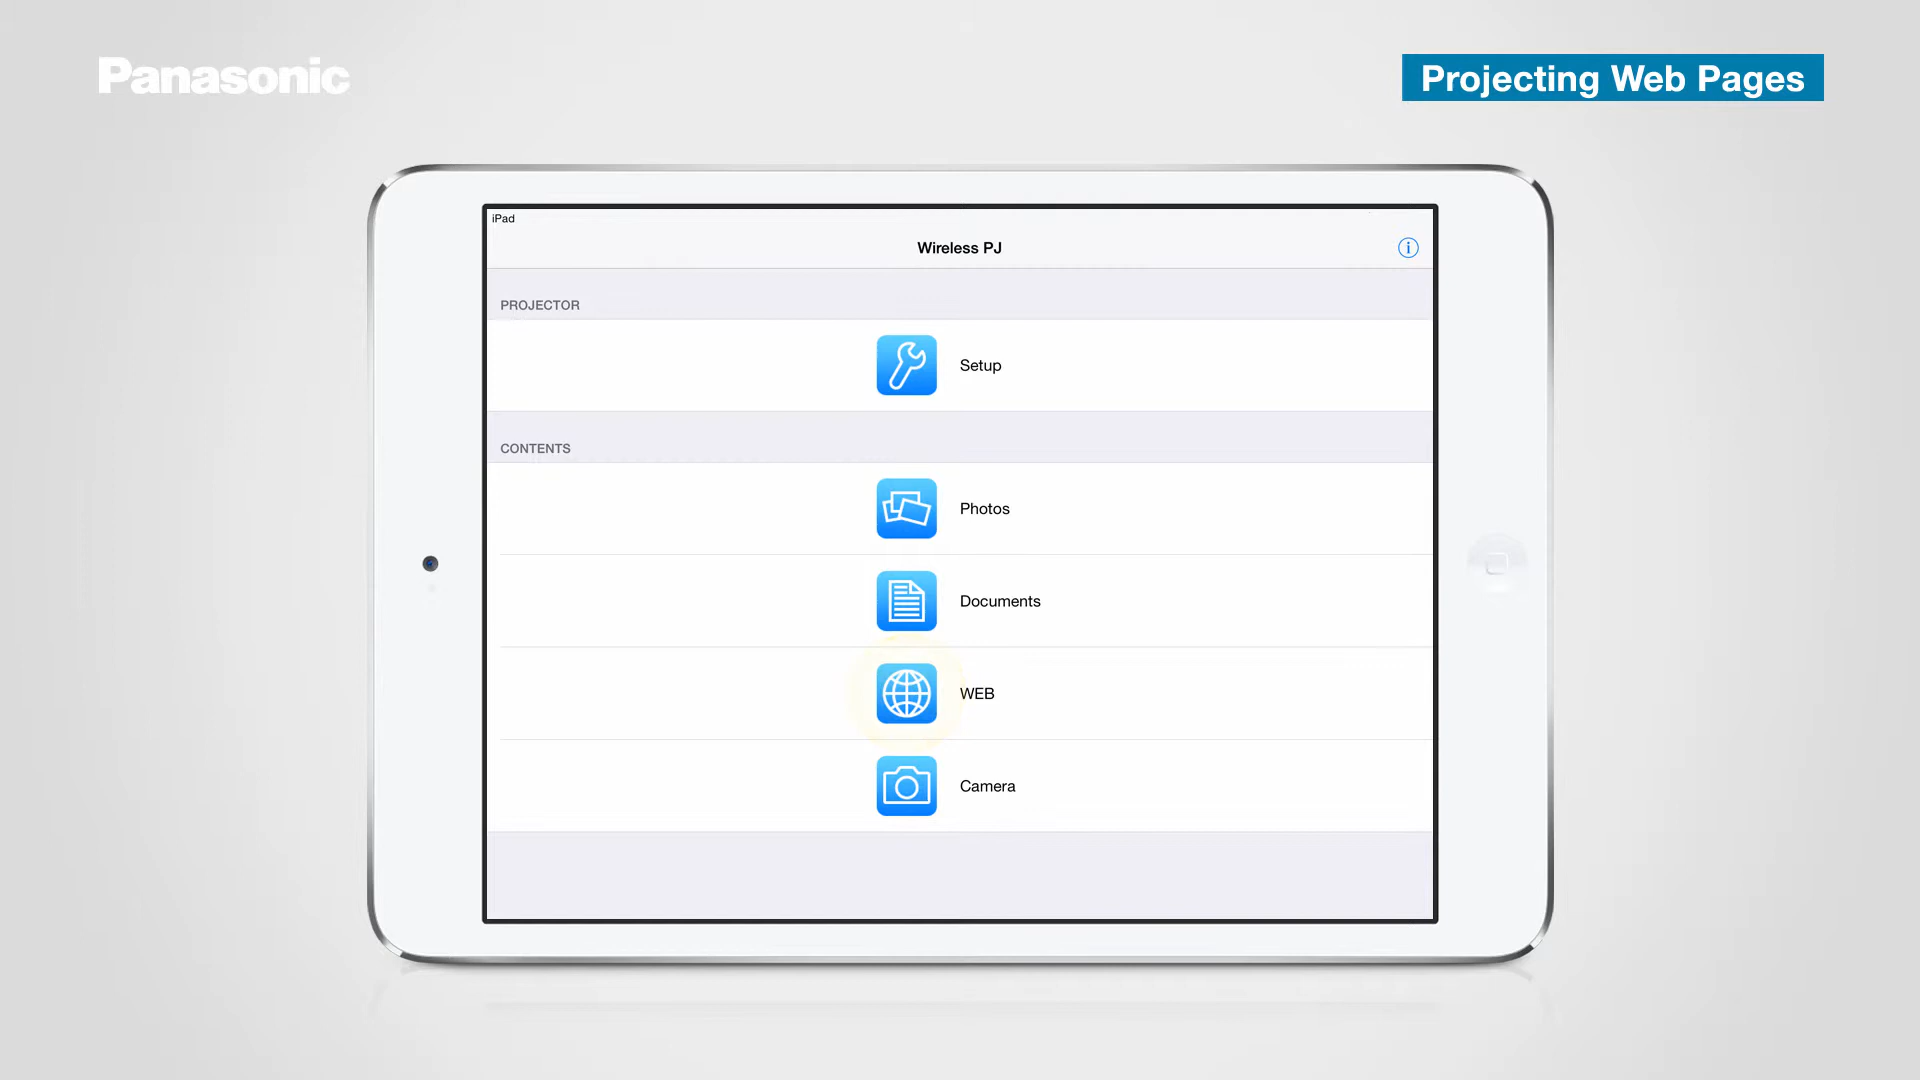 Panasonic
Projecting Web Pages
iPad
Wireless PJ
PROJECTOR
Setup
CONTENTS
Photos
Documents
WEB
Camera